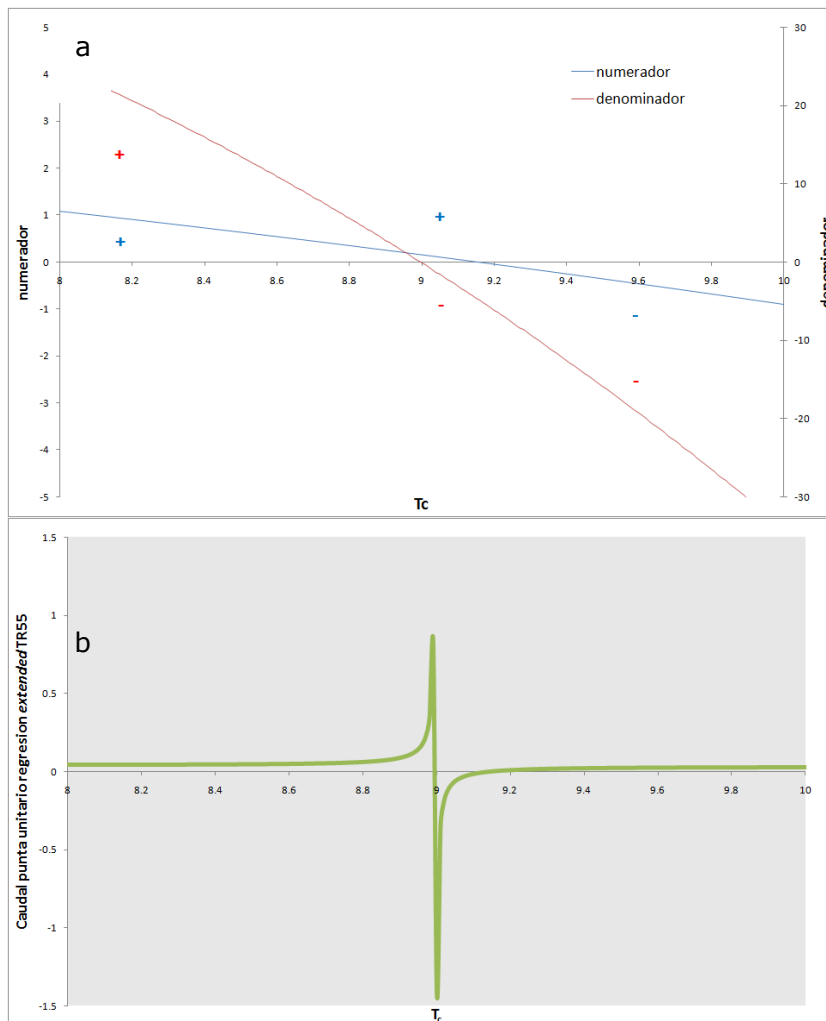 a
numerador
denominador
5
4
3
2
1
0
-1
-2
-3
-4
-5
numerador
30
20
10
0
-10
-20
-30
denominador
8 8.2 8.4 8.6 8.8 9 9.2 9.4 9.6 9.8 10
+
+
+
-
-
-
Tc
b
1.5
1
0.5
0
-0.5
-1
-1.5
Caudal punta unitario regresion extended TR55
8 8.2 8.4 8.6 8.8 9 9.2 9.4 9.6 9.8 10
Tc